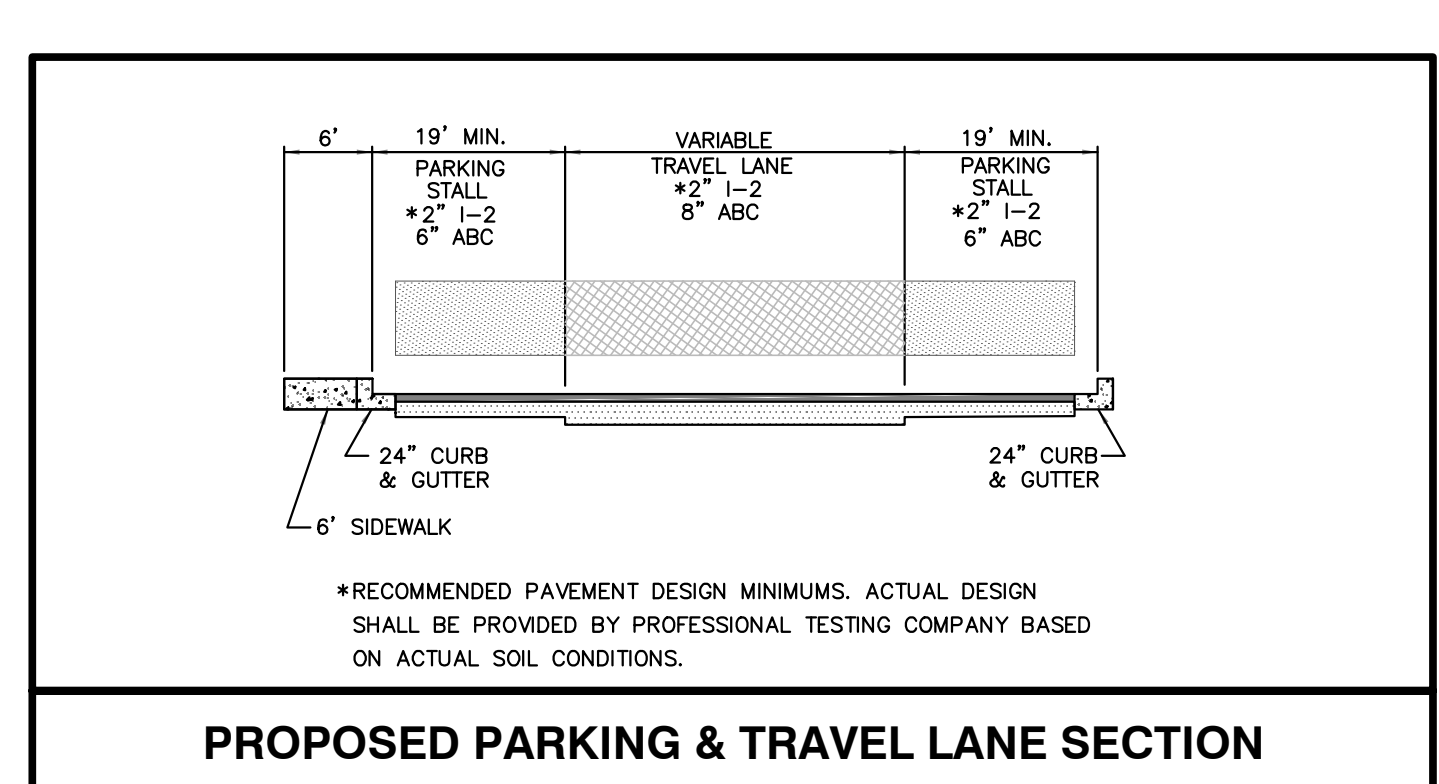 6'
19' MIN.
PARKING
STALL
*2" I-2
6" ABC
VARIABLE
TRAVEL LANE
*2" I-2
8" ABC
19' MIN.
PARKING
STALL
*2" I-2
6" ABC
24" CURB
& GUTTER
24" CURB
& GUTTER
6' SIDEWALK
*RECOMMENDED PAVEMENT DESIGN MINIMUMS. ACTUAL DESIGN
SHALL BE PROVIDED BY PROFESSIONAL TESTING COMPANY BASED
ON ACTUAL SOIL CONDITIONS.
PROPOSED PARKING & TRAVEL LANE SECTION